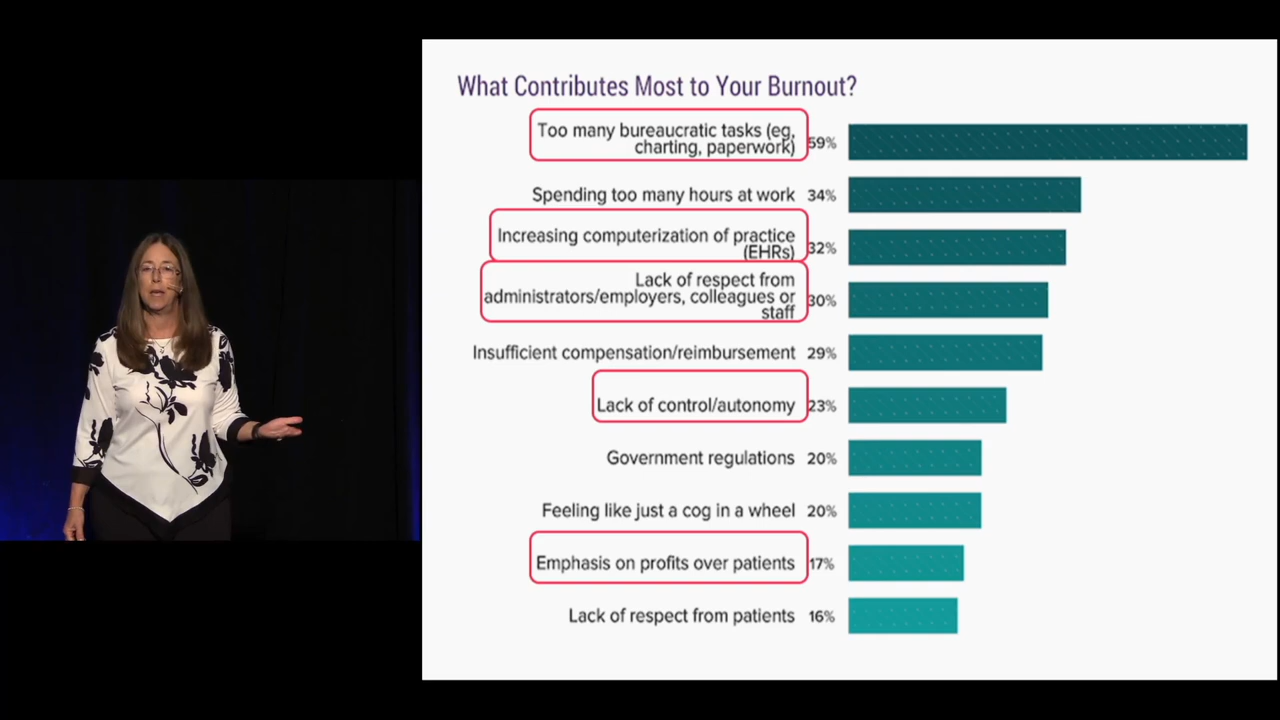 What Contributes Most to Your Burnout?
Too many bureaucratic tasks (eg,
charting, paperwork)
59%
Spending too many hours at work
34%
Increasing computerization of practice
(EHRs)
32%
Lack of respect from
administrators/employers, colleagues or
staff
30%
Insufficient compensation/reimbursement
29%
Lack of control/autonomy
23%
Government regulations
20%
Feeling like just a cog in a wheel
20%
Emphasis on profits over patients
17%
Lack of respect from patients
16%